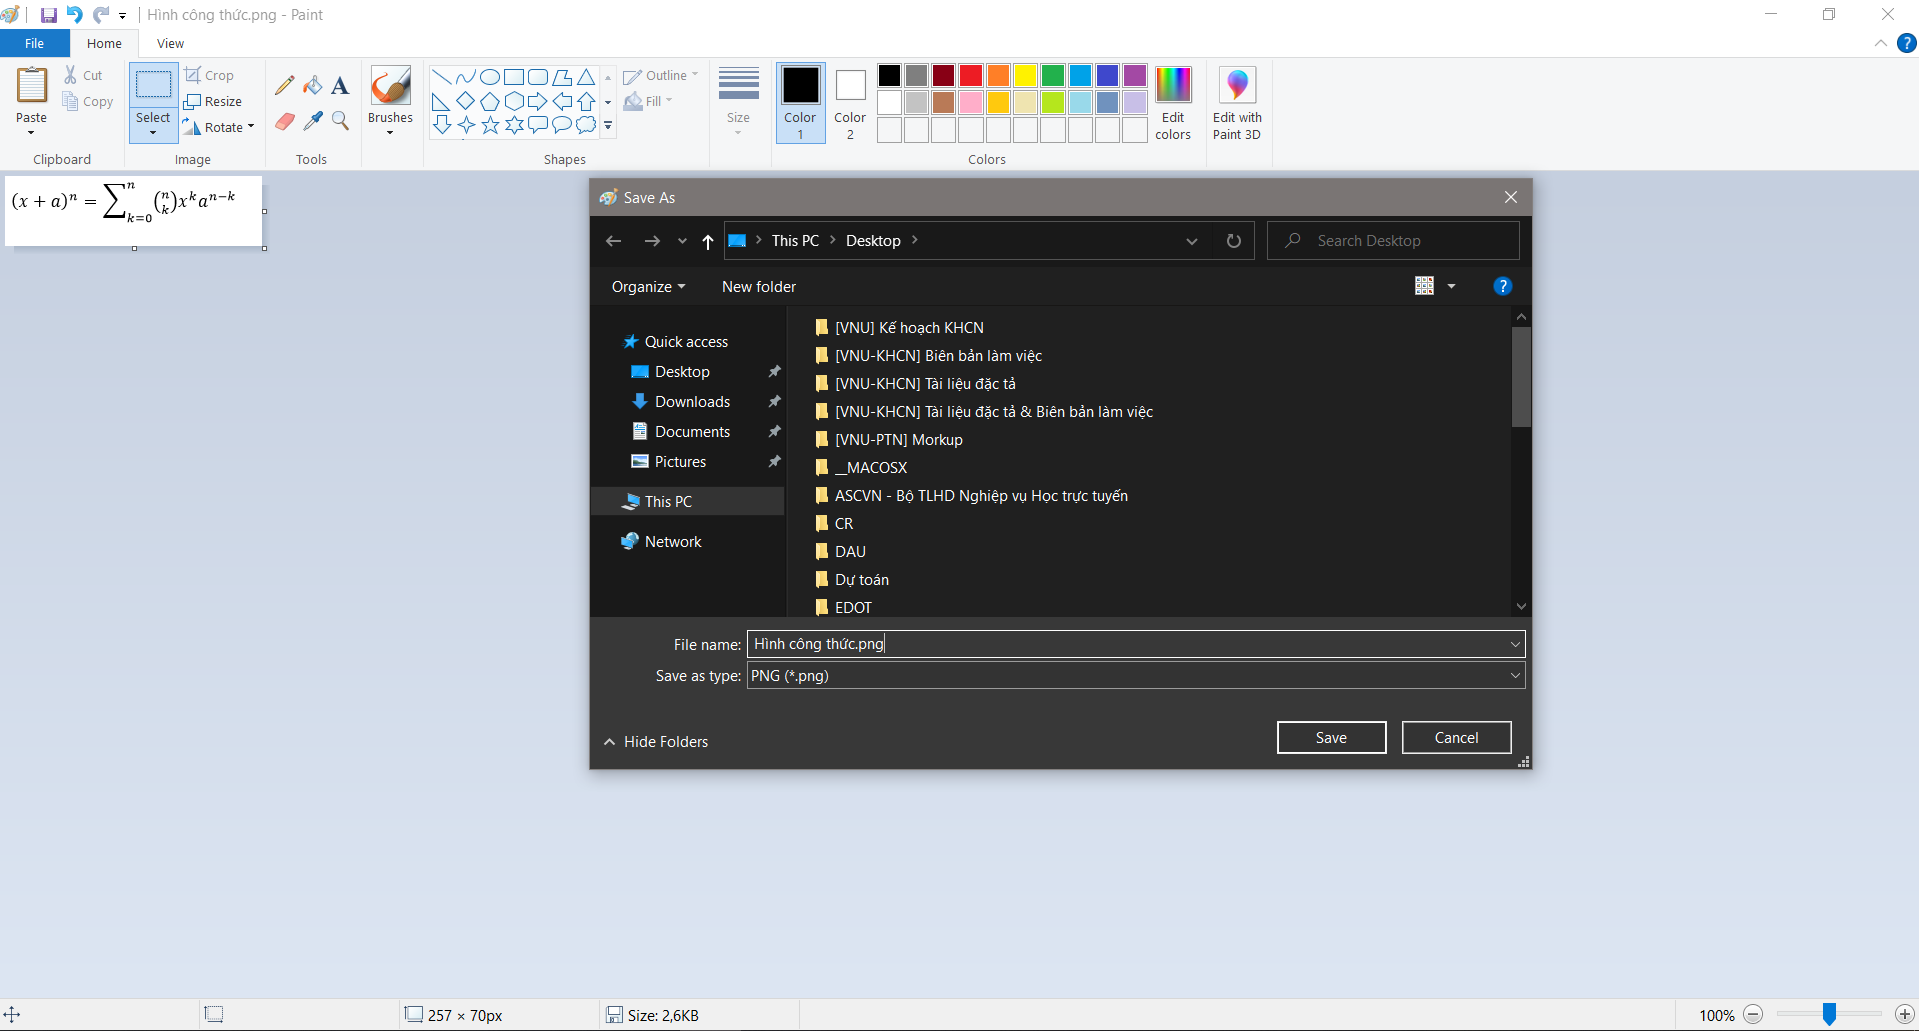 Hình công thức.png - Paint
File Home View
Paste
Cut
Copy
Clipboard
Select
Crop
Resize
Rotate
Image
A
Tools
Brushes
Outline
Fill
Shapes
Size
Color 1
Color 2
Edit colors
Colors
Edit with Paint 3D
(x + a)ⁿ = ∑ⁿₖ₌₀ (ⁿₖ)xᵏaⁿ⁻ᵏ
Save As
This PC > Desktop >
Search Desktop
Organize New folder
Quick access
Desktop
Downloads
Documents
Pictures
This PC
Network
[VNU] Kế hoạch KHCN
[VNU-KHCN] Biên bản làm việc
[VNU-KHCN] Tài liệu đặc tả
[VNU-KHCN] Tài liệu đặc tả & Biên bản làm việc
[VNU-PTN] Morkup
__MACOSX
ASCVN - Bộ TLHD Nghiệp vụ Học trực tuyến
CR
DAU
Dự toán
EDOT
File name: Hình công thức.png
Save as type: PNG (*.png)
Hide Folders
Save Cancel
257 × 70px
Size: 2,6KB
100%